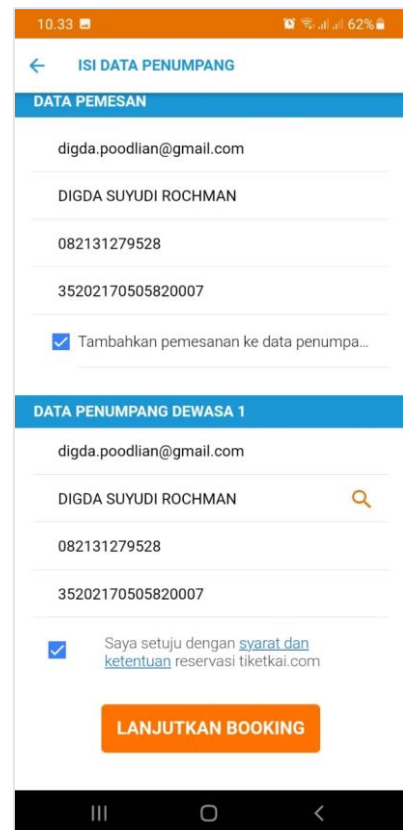 10.33 62%
ISI DATA PENUMPANG
DATA PEMESAN
digda.poodlian@gmail.com
DIGDA SUYUDI ROCHMAN
082131279528
35202170505820007
Tambahkan pemesanan ke data penumpa...
DATA PENUMPANG DEWASA 1
digda.poodlian@gmail.com
DIGDA SUYUDI ROCHMAN
082131279528
35202170505820007
Saya setuju dengan syarat dan
ketentuan reservasi tiketkai.com
LANJUTKAN BOOKING